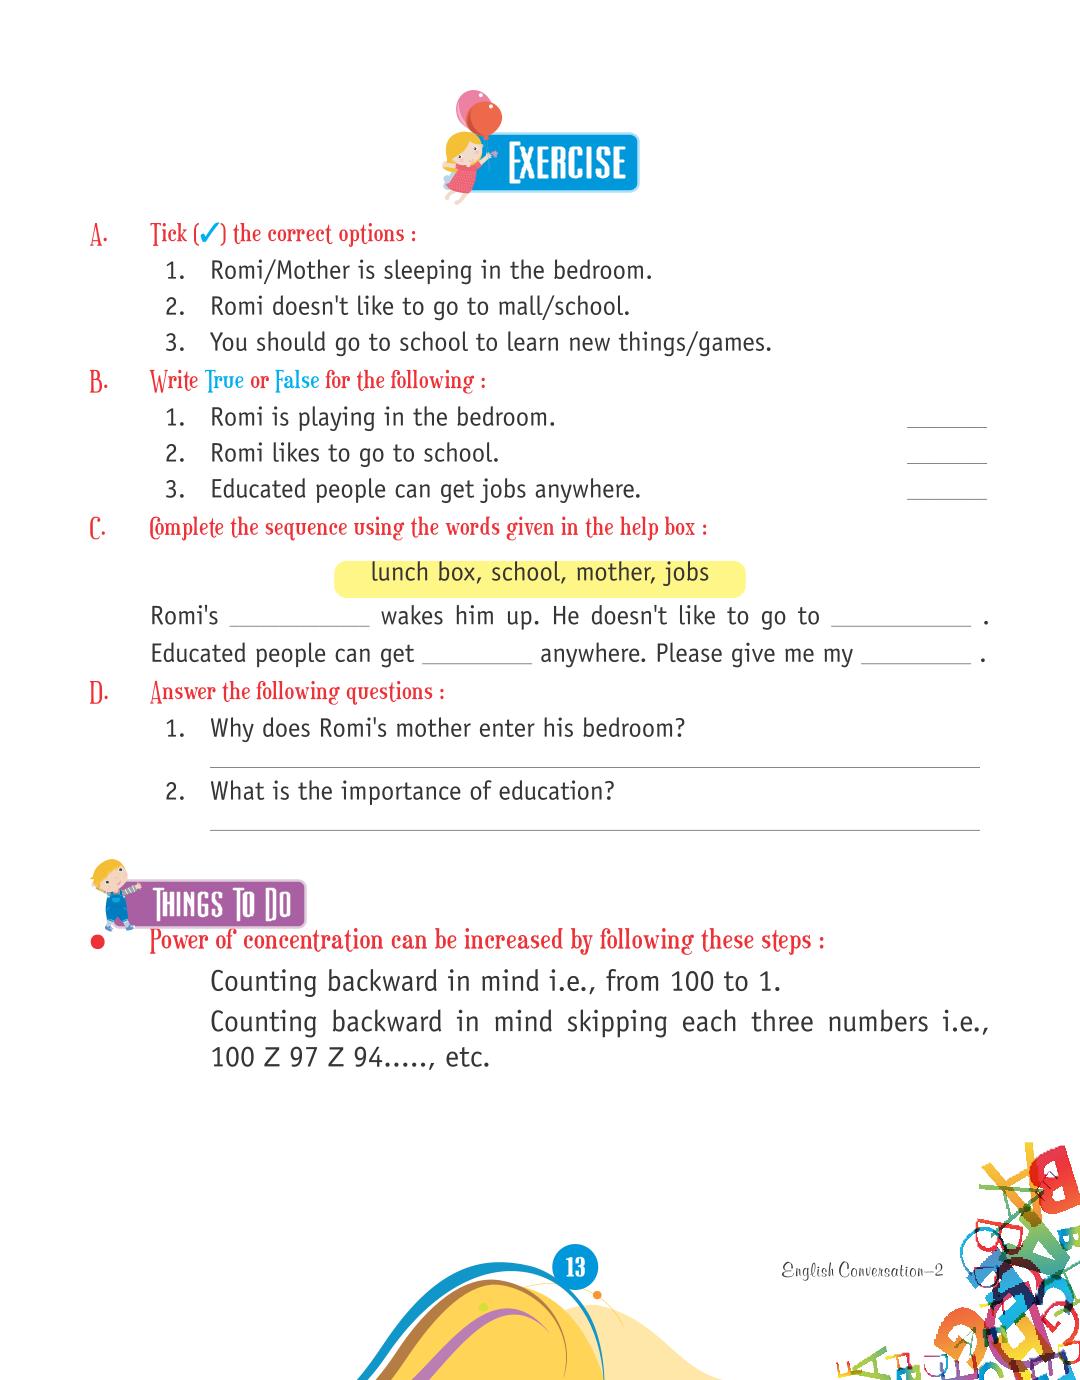 EXERCISE
A. Tick (✓) the correct options :
1. Romi/Mother is sleeping in the bedroom.
2. Romi doesn't like to go to mall/school.
3. You should go to school to learn new things/games.
B. Write True or False for the following :
1. Romi is playing in the bedroom. ______
2. Romi likes to go to school. ______
3. Educated people can get jobs anywhere. ______
C. Complete the sequence using the words given in the help box :
lunch box, school, mother, jobs
Romi's __________ wakes him up. He doesn't like to go to __________ .
Educated people can get ________ anywhere. Please give me my ________ .
D. Answer the following questions :
1. Why does Romi's mother enter his bedroom?
2. What is the importance of education?
THINGS TO DO
● Power of concentration can be increased by following these steps :
Counting backward in mind i.e., from 100 to 1.
Counting backward in mind skipping each three numbers i.e.,
100 Z 97 Z 94....., etc.
13
English Conversation–2